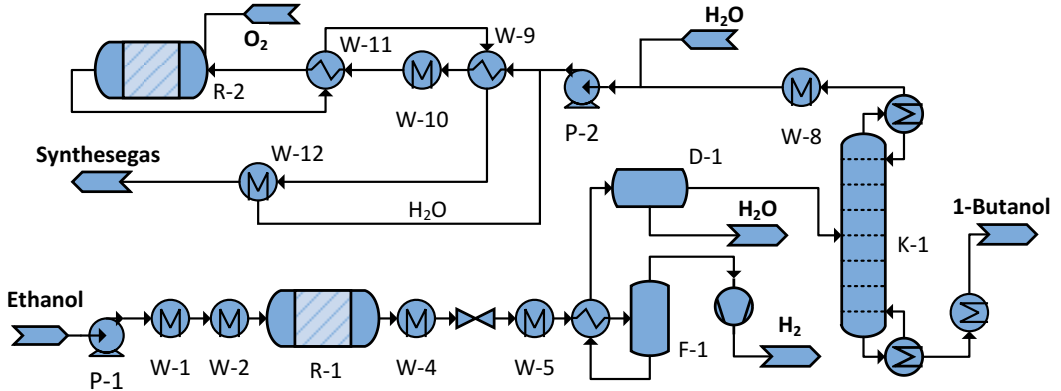 H₂O
O₂
W-11
W-9
R-2
W-10
P-2
W-8
Synthesegas
W-12
D-1
H₂O
H₂O
1-Butanol
K-1
Ethanol
F-1
H₂
P-1
W-1
W-2
R-1
W-4
W-5